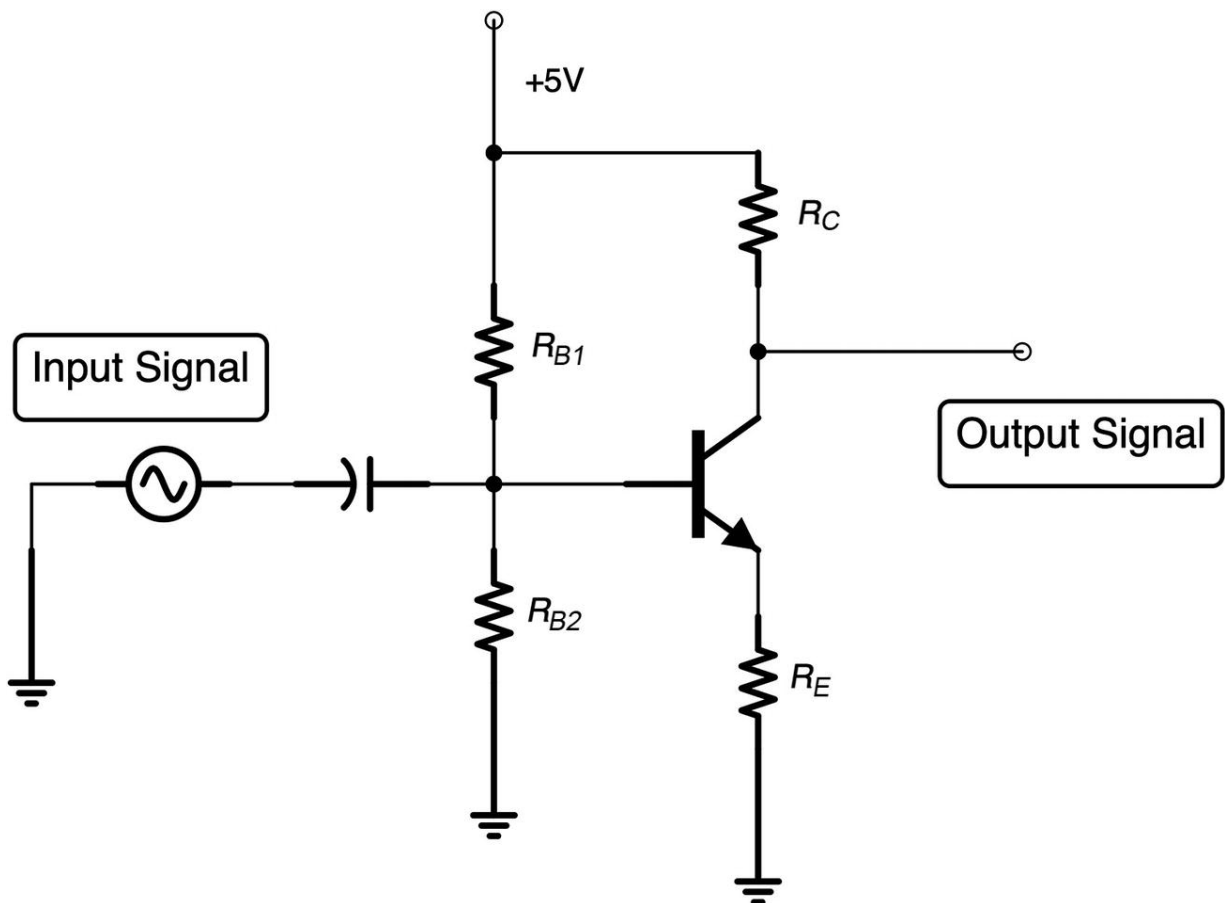 +5V
R_C
R_B1
Input Signal
Output Signal
R_B2
R_E